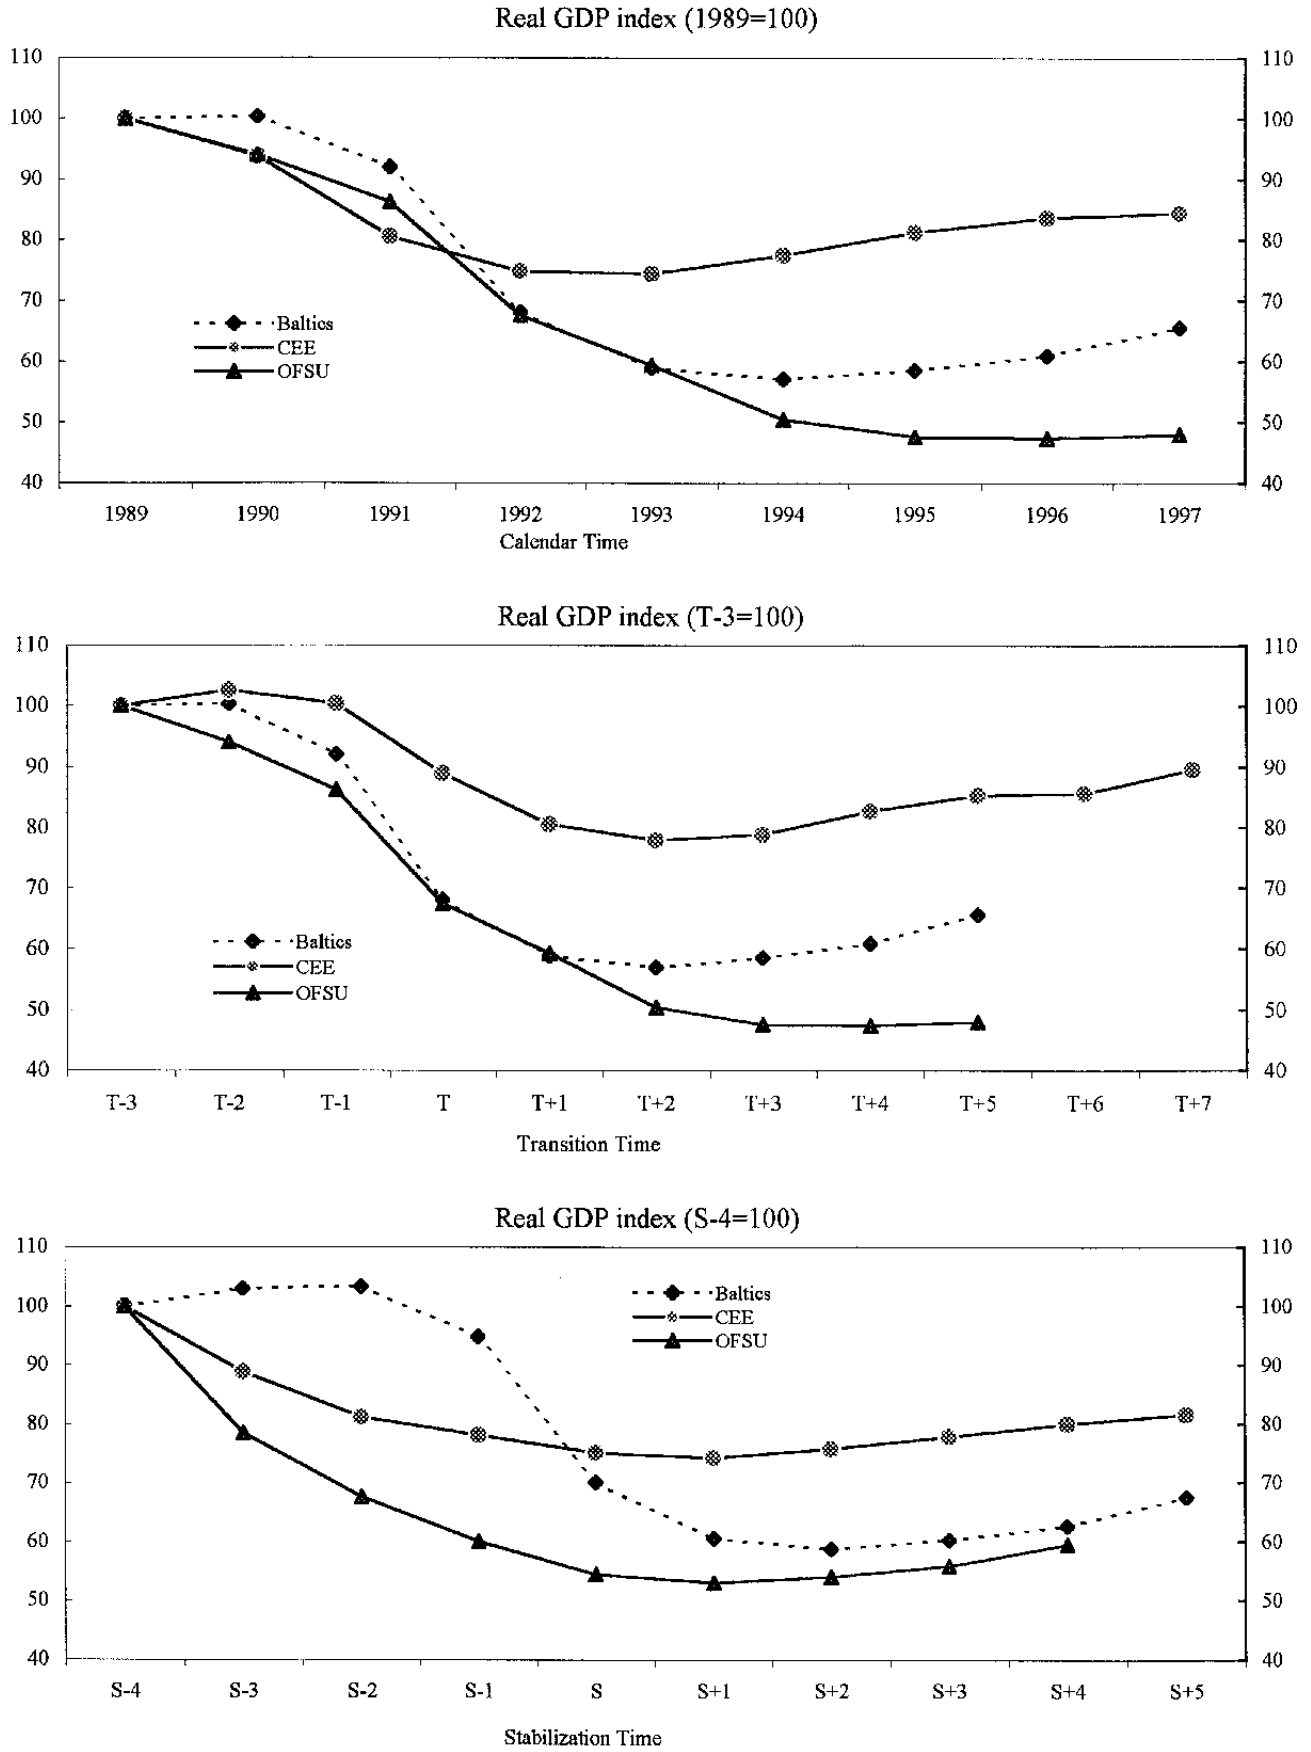 Real GDP index (1989=100)
110 110
100 100
90 90
80 80
70 70
Baltics
CEE
60 60
OFSU
50 50
40 40
1989 1990 1991 1992 1993 1994 1995 1996 1997
Calendar Time
Real GDP index (T-3=100)
110 110
100 100
90 90
80 80
70 70
Baltics
60 60
CEE
OFSU
50 50
40 40
T-3 T-2 T-1 T T+1 T+2 T+3 T+4 T+5 T+6 T+7
Transition Time
Real GDP index (S-4=100)
110 110
Baltics
100 100
CEE
OFSU
90 90
80 80
70 70
60 60
50 50
40 40
S-4 S-3 S-2 S-1 S S+1 S+2 S+3 S+4 S+5
Stabilization Time